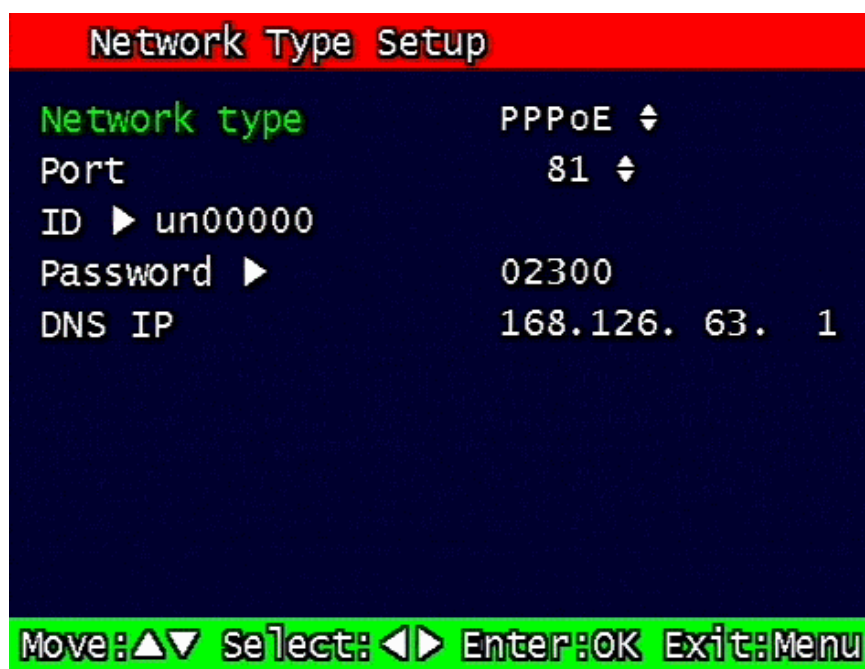 Network Type Setup
Network type PPPoE
Port 81
ID ▶ un00000
Password ▶ 02300
DNS IP 168.126. 63. 1
Move:△▽ Select:◁▷ Enter:OK Exit:Menu